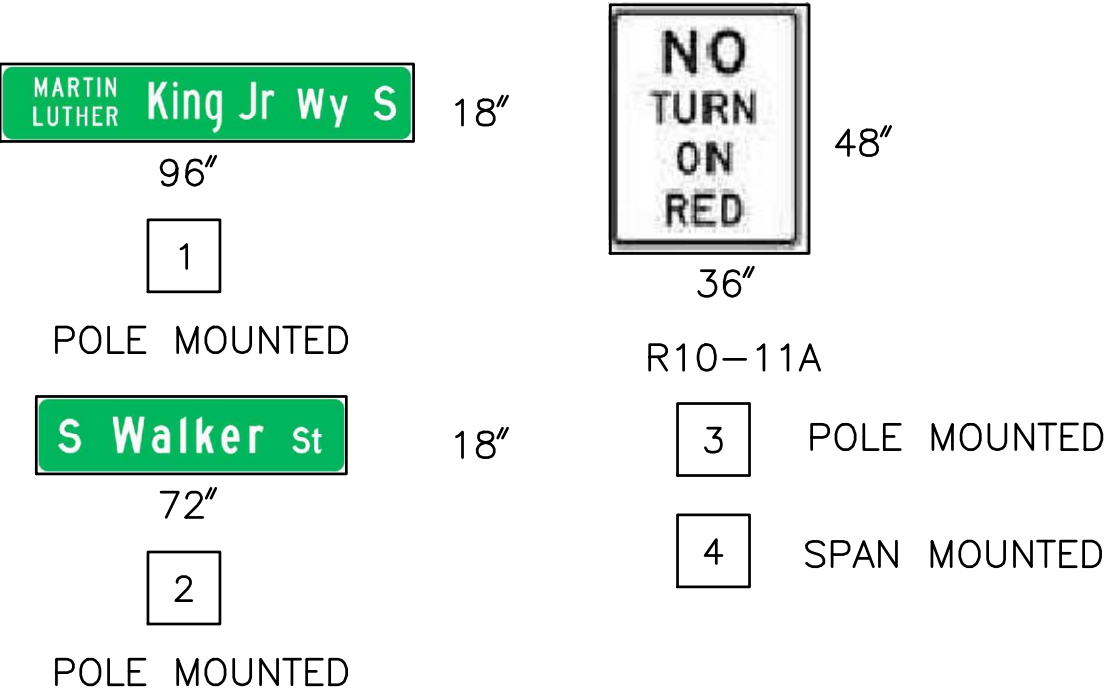 MARTIN
LUTHER King Jr Wy S
18"
96"
1
POLE MOUNTED
S Walker St
18"
72"
2
POLE MOUNTED
NO
TURN
ON
RED
48"
36"
R10-11A
3 POLE MOUNTED
4 SPAN MOUNTED